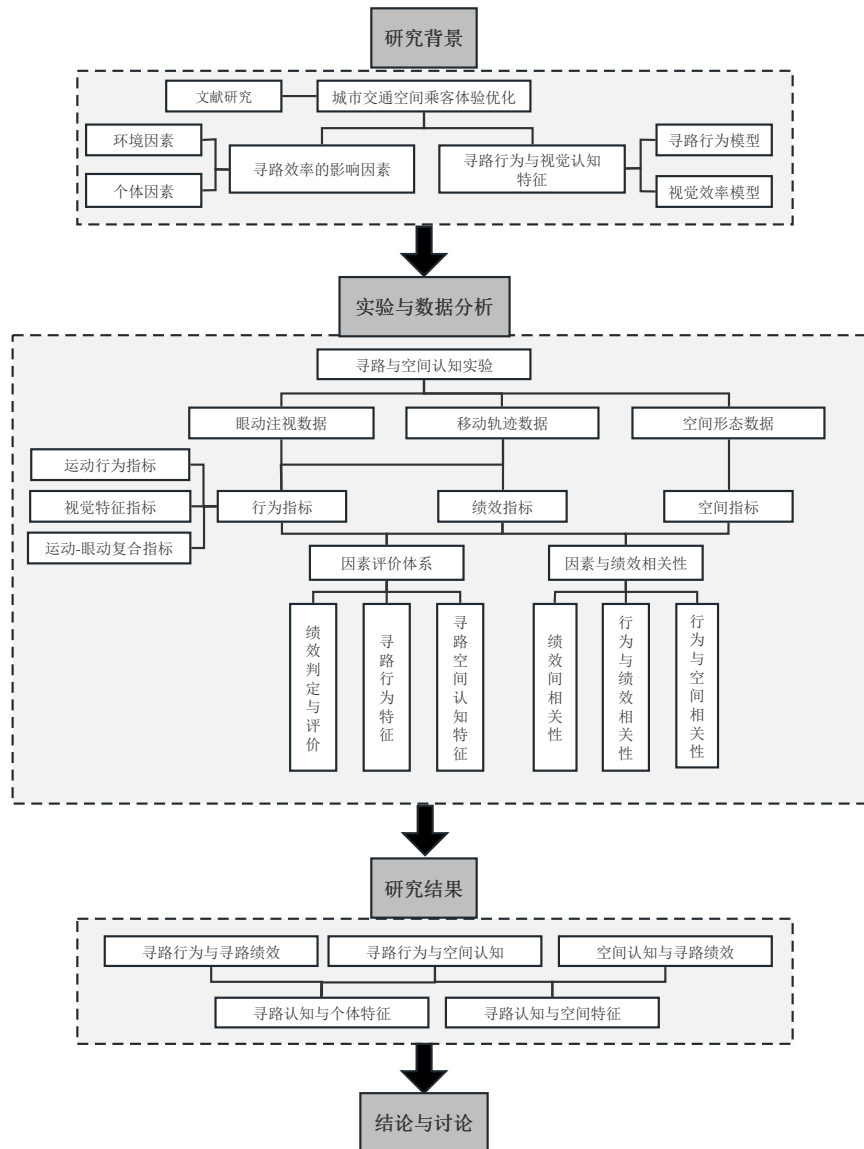 研究背景
文献研究
城市交通空间乘客体验优化
环境因素
个体因素
寻路效率的影响因素
寻路行为与视觉认知
特征
寻路行为模型
视觉效率模型
实验与数据分析
寻路与空间认知实验
眼动注视数据
移动轨迹数据
空间形态数据
运动行为指标
视觉特征指标
运动-眼动复合指标
行为指标
绩效指标
空间指标
因素评价体系
因素与绩效相关性
绩效判定与评价
寻路行为特征
寻路空间认知特征
绩效间相关性
行为与绩效相关性
行为与空间相关性
研究结果
寻路行为与寻路绩效
寻路行为与空间认知
空间认知与寻路绩效
寻路认知与个体特征
寻路认知与空间特征
结论与讨论